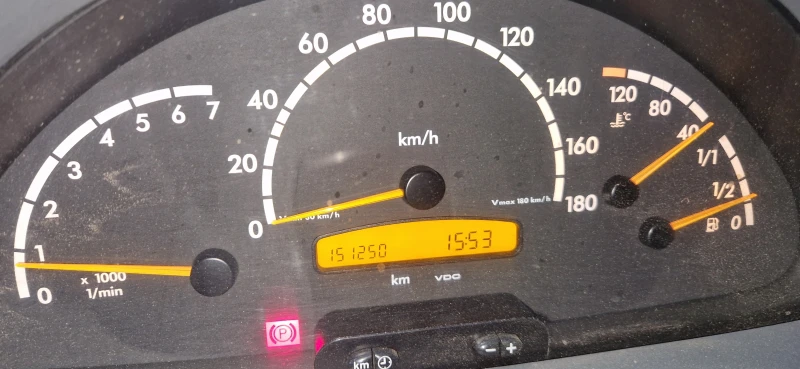 0
1
2
3
4
5
6
7
x 1000
1/min
0
20
40
60
80
100
120
140
160
180
km/h
km/h
Vmax 180 km/h
120
80
40
°C
1/1
1/2
0
151250 15:53
km VDO
(P)
km
- +